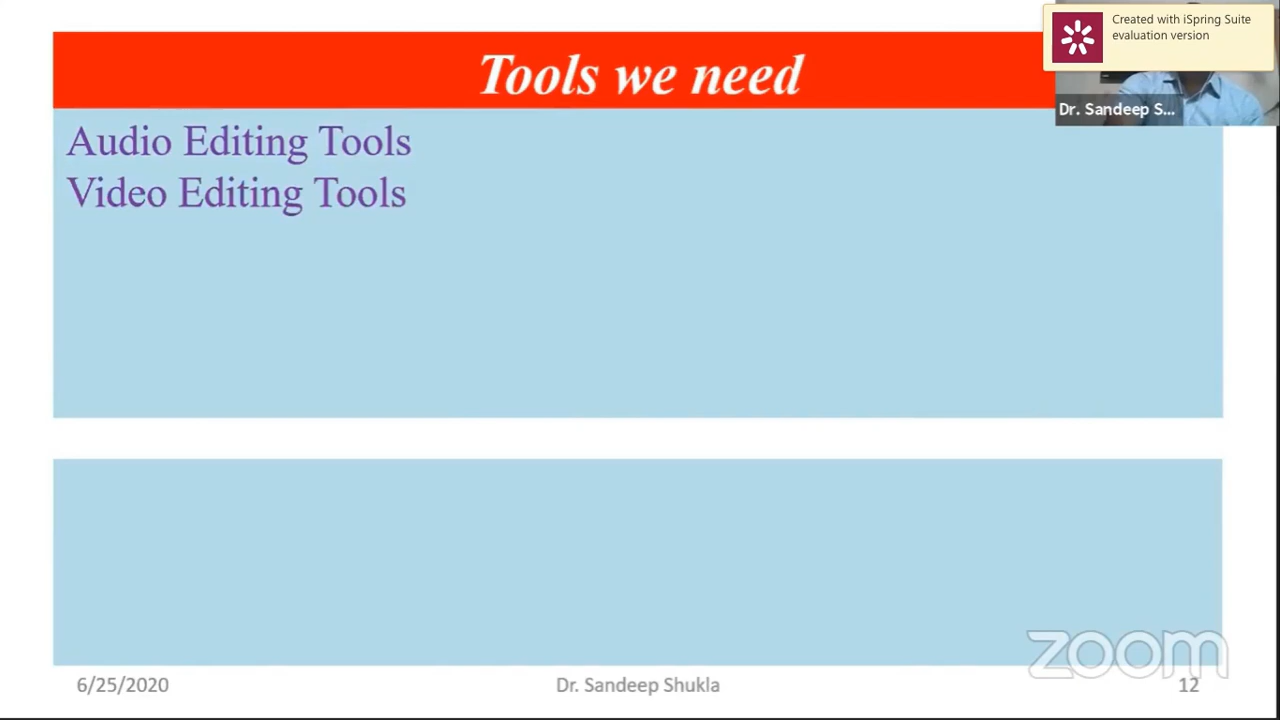 Created with iSpring Suite
evaluation version
Tools we need
Dr. Sandeep S...
Audio Editing Tools
Video Editing Tools
zoom
6/25/2020
Dr. Sandeep Shukla
12